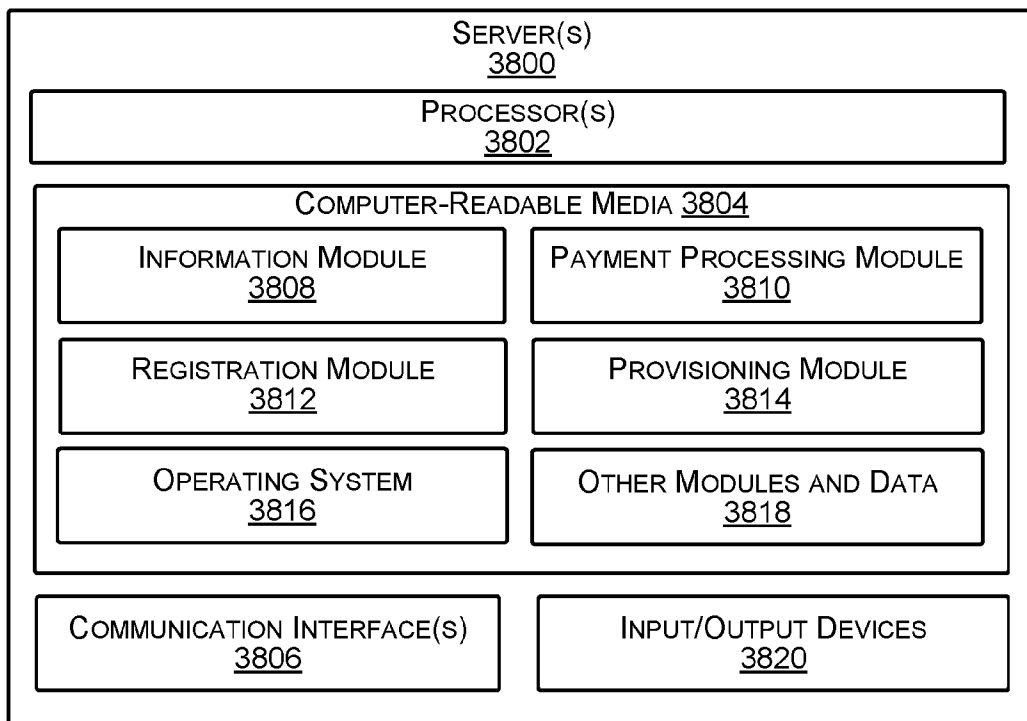 SERVER(S)
3800
PROCESSOR(S)
3802
COMPUTER-READABLE MEDIA 3804
INFORMATION MODULE
3808
PAYMENT PROCESSING MODULE
3810
REGISTRATION MODULE
3812
PROVISIONING MODULE
3814
OPERATING SYSTEM
3816
OTHER MODULES AND DATA
3818
COMMUNICATION INTERFACE(S)
3806
INPUT/OUTPUT DEVICES
3820